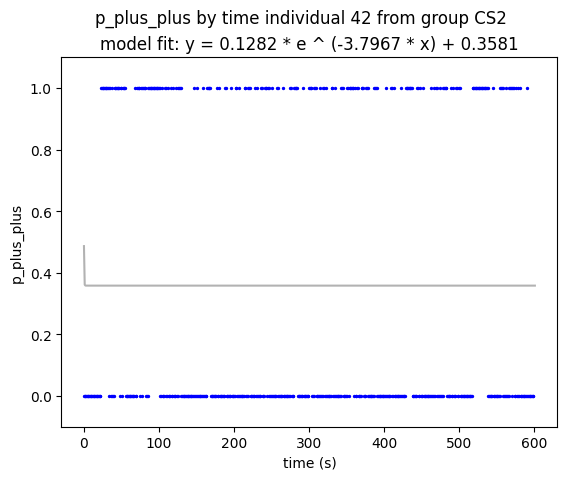 p_plus_plus by time individual 42 from group CS2
model fit: y = 0.1282 * e ^ (-3.7967 * x) + 0.3581
1.0
0.8
0.6
0.4
0.2
0.0
p_plus_plus
0 100 200 300 400 500 600
time (s)